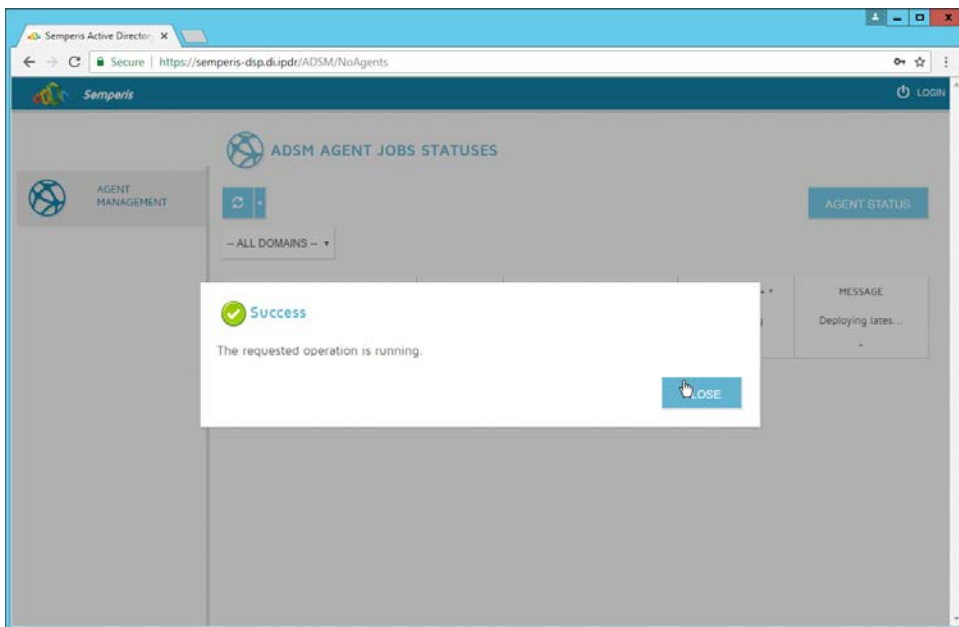 Semperis Active Director
Secure | https://semperis-dsp.di.ipdr/ADSM/NoAgents
Semperis
LOGIN
ADSM AGENT JOBS STATUSES
AGENT
MANAGEMENT
AGENT STATUS
-- ALL DOMAINS --
MESSAGE
Success
Deploying lates...
-
The requested operation is running.
CLOSE